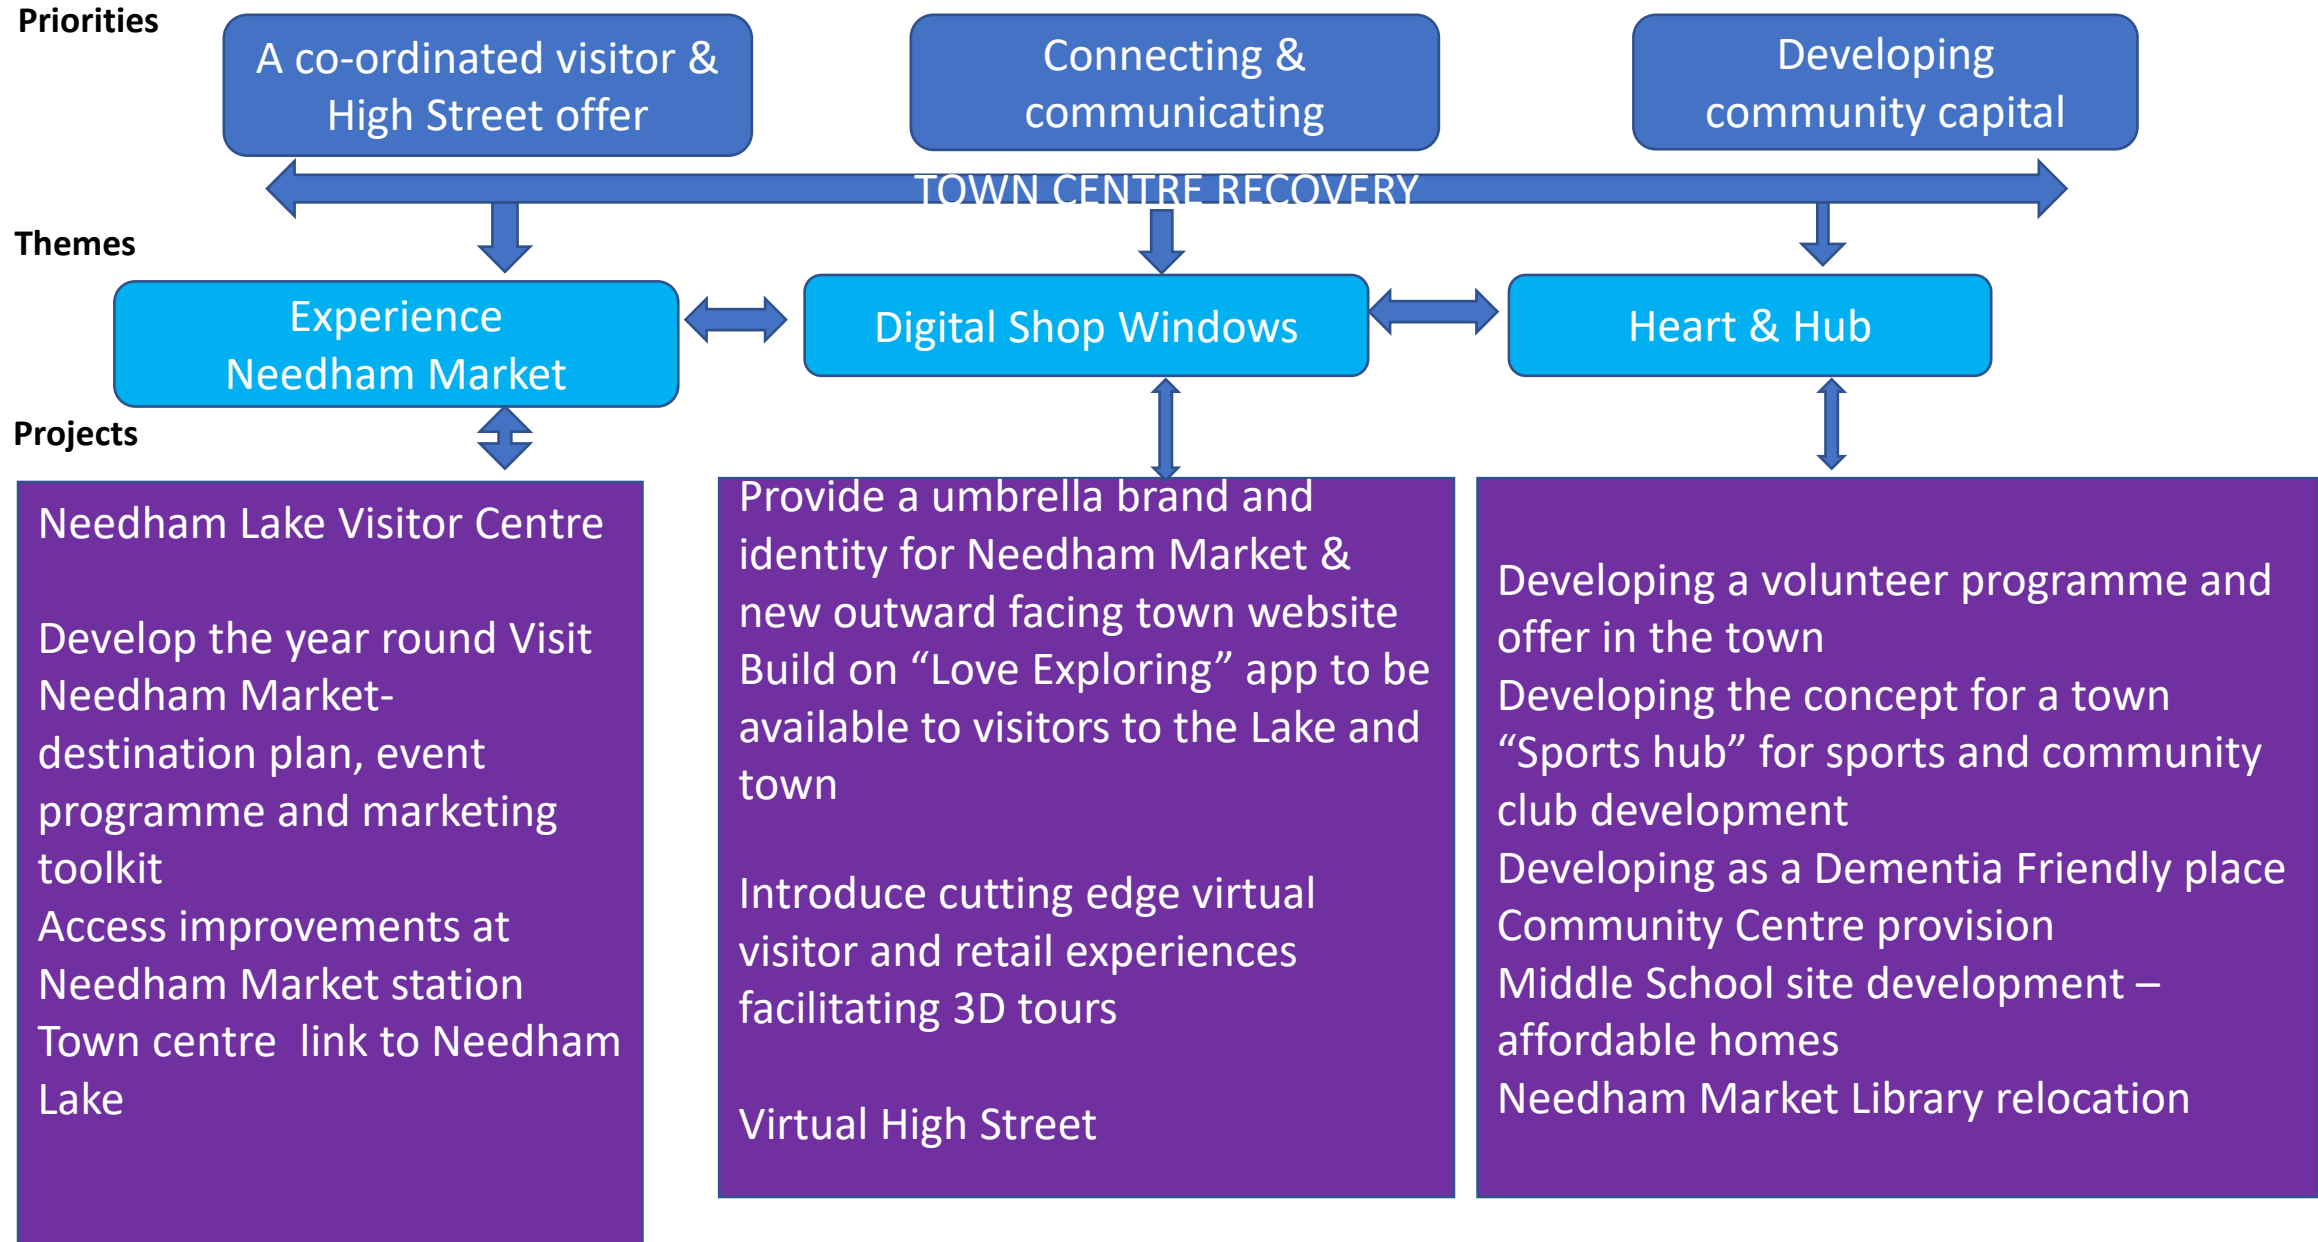 Priorities
A co-ordinated visitor &
High Street offer
Connecting &
communicating
Developing
community capital
TOWN CENTRE RECOVERY
Themes
Experience
Needham Market
Digital Shop Windows
Heart & Hub
Projects
Needham Lake Visitor Centre
Develop the year round Visit
Needham Market-
destination plan, event
programme and marketing
toolkit
Access improvements at
Needham Market station
Town centre  link to Needham
Lake
Provide a umbrella brand and
identity for Needham Market &
new outward facing town website
Build on “Love Exploring” app to be
available to visitors to the Lake and
town
Introduce cutting edge virtual
visitor and retail experiences
facilitating 3D tours
Virtual High Street
Developing a volunteer programme and
offer in the town
Developing the concept for a town
“Sports hub” for sports and community
club development
Developing as a Dementia Friendly place
Community Centre provision
Middle School site development –
affordable homes
Needham Market Library relocation